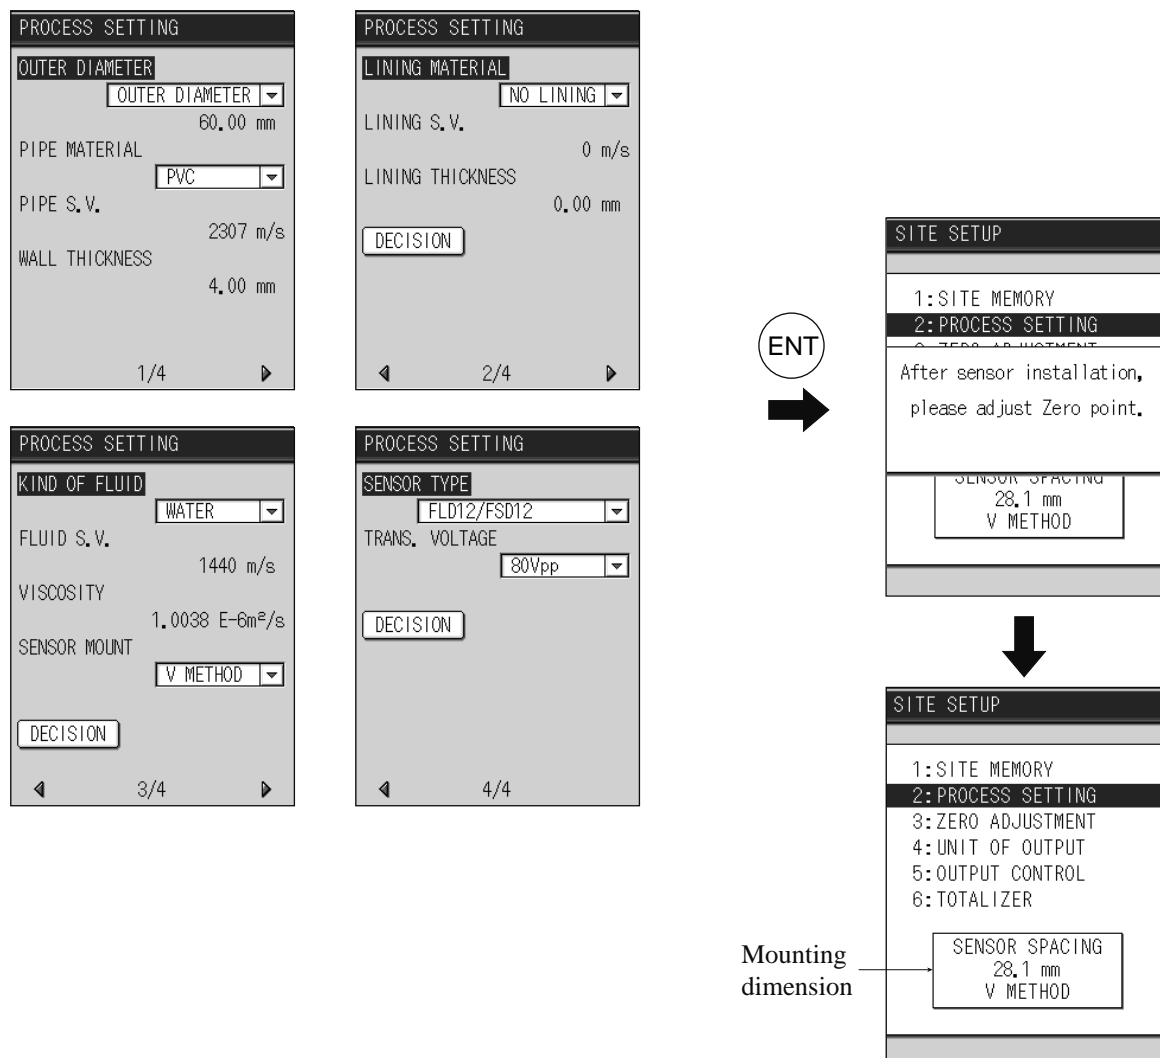 PROCESS SETTING
OUTER DIAMETER
OUTER DIAMETER
60.00 mm
PIPE MATERIAL
PVC
PIPE S.V.
2307 m/s
WALL THICKNESS
4.00 mm
1/4
PROCESS SETTING
LINING MATERIAL
NO LINING
LINING S.V.
0 m/s
LINING THICKNESS
0.00 mm
DECISION
2/4
PROCESS SETTING
KIND OF FLUID
WATER
FLUID S.V.
1440 m/s
VISCOSITY
1.0038 E-6m²/s
SENSOR MOUNT
V METHOD
DECISION
3/4
PROCESS SETTING
SENSOR TYPE
FLD12/FSD12
TRANS. VOLTAGE
80Vpp
DECISION
4/4
ENT
SITE SETUP
1:SITE MEMORY
2:PROCESS SETTING
After sensor installation,
please adjust Zero point.
SENSOR SPACING
28.1 mm
V METHOD
SITE SETUP
1:SITE MEMORY
2:PROCESS SETTING
3:ZERO ADJUSTMENT
4:UNIT OF OUTPUT
5:OUTPUT CONTROL
6:TOTALIZER
Mounting
dimension
SENSOR SPACING
28.1 mm
V METHOD